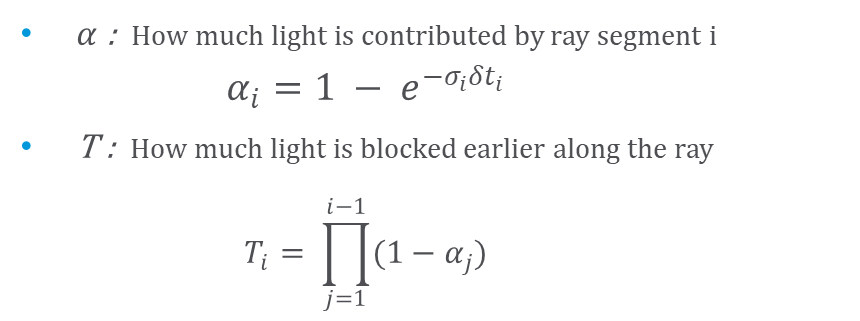 • α : How much light is contributed by ray segment i
αᵢ = 1 − e^(−σᵢδtᵢ)
• T : How much light is blocked earlier along the ray
Tᵢ = ∏_{j=1}^{i−1} (1 − αⱼ)